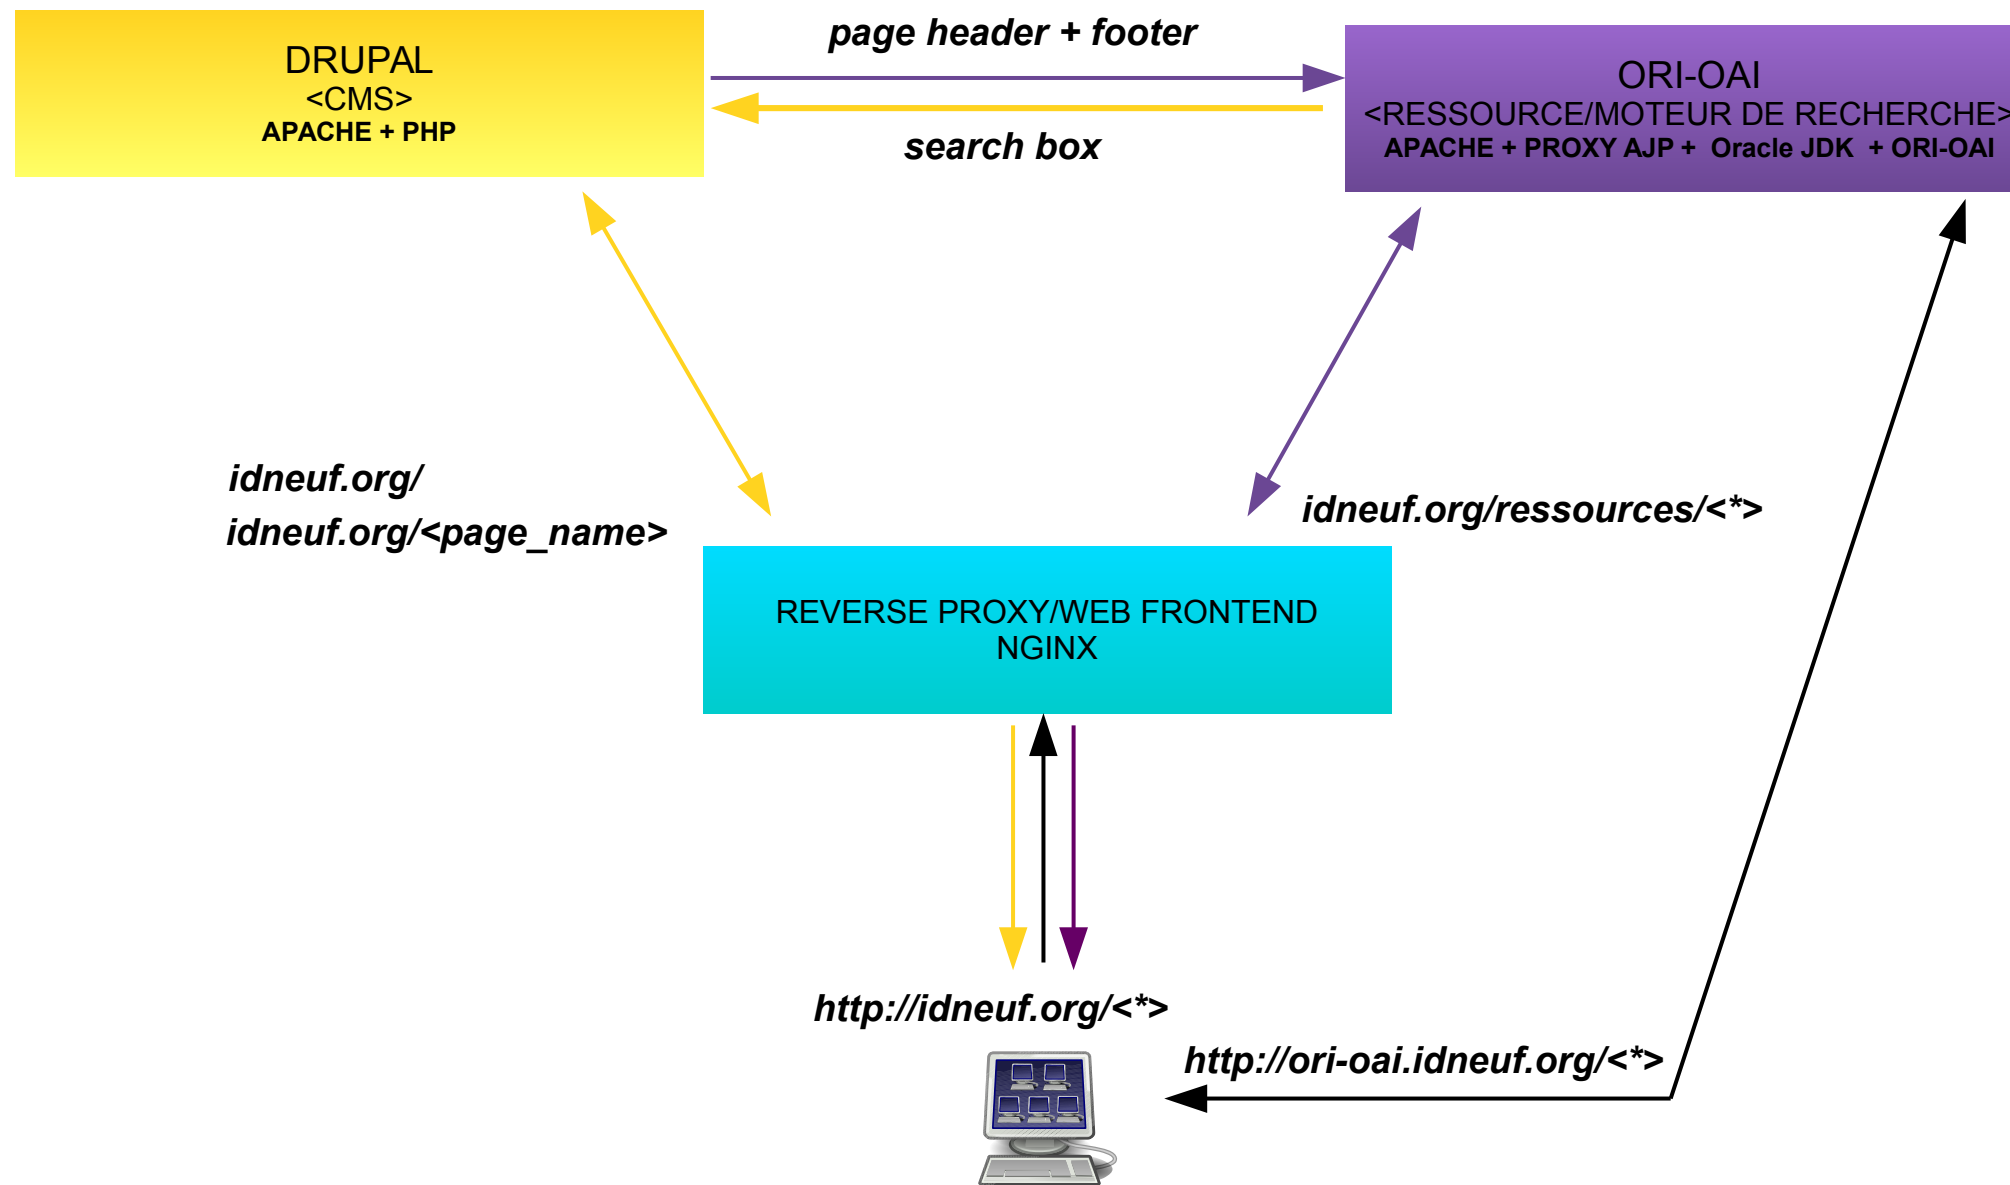 DRUPAL
<CMS>
APACHE + PHP
page header + footer
search box
ORI-OAI
<RESSOURCE/MOTEUR DE RECHERCHE>
APACHE + PROXY AJP + Oracle JDK + ORI-OAI
idneuf.org/
idneuf.org/<page_name>
idneuf.org/ressources/<*>
REVERSE PROXY/WEB FRONTEND
NGINX
http://idneuf.org/<*>
http://ori-oai.idneuf.org/<*>